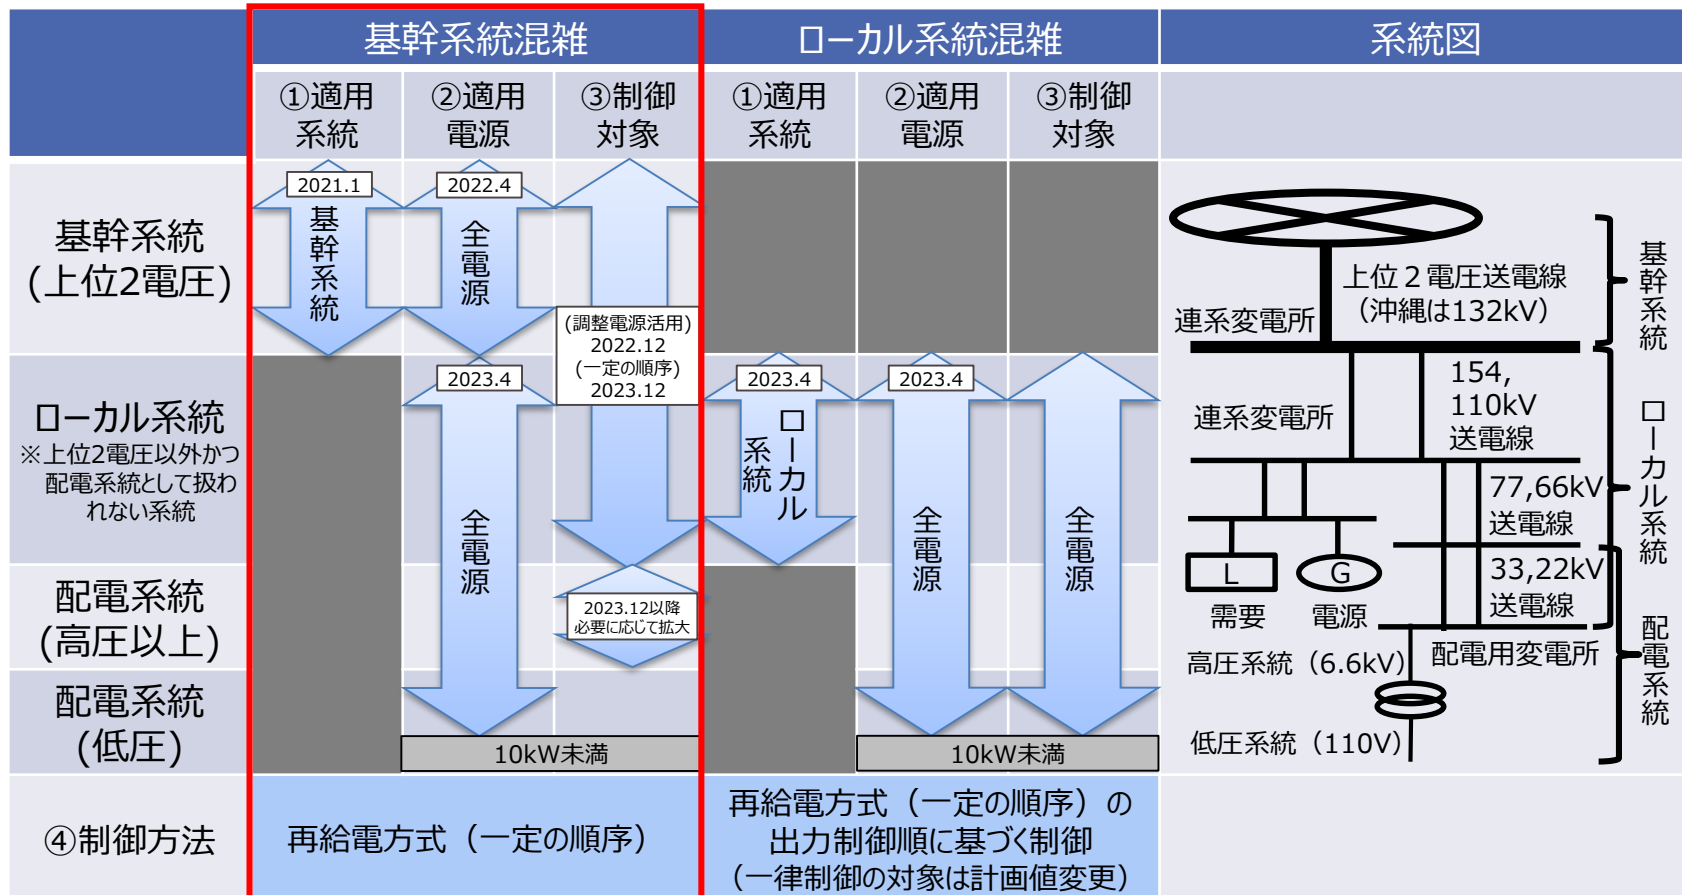 基幹系統混雑
ローカル系統混雑
系統図
①適用
系統
②適用
電源
③制御
対象
①適用
系統
②適用
電源
③制御
対象
基幹系統
(上位2電圧)
2021.1
基幹系統
2022.4
全電源
(調整電源活用)
2022.12
(一定の順序)
2023.12
ローカル系統
※上位2電圧以外かつ
配電系統として扱わ
れない系統
2023.4
全電源
2023.4
ローカル
系統
2023.4
全電源
全電源
配電系統
(高圧以上)
2023.12以降
必要に応じて拡大
配電系統
(低圧)
10kW未満
10kW未満
上位２電圧送電線
（沖縄は132kV）
連系変電所
基幹系統
154,
110kV
送電線
連系変電所
ローカル系統
77,66kV
送電線
L
G
33,22kV
送電線
需要
電源
配電用変電所
高圧系統（6.6kV）
配電系統
低圧系統（110V）
④制御方法
再給電方式（一定の順序）
再給電方式（一定の順序）の
出力制御順に基づく制御
（一律制御の対象は計画値変更）